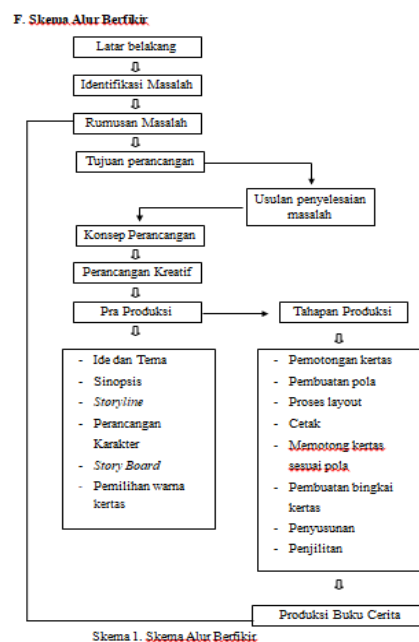 F. Skema Alur Berfikir
Latar belakang
Identifikasi Masalah
Rumusan Masalah
Tujuan perancangan
Usulan penyelesaian
masalah
Konsep Perancangan
Perancangan Kreatif
Pra Produksi
Tahapan Produksi
- Ide dan Tema
- Sinopsis
- Storyline
- Perancangan
Karakter
- Story Board
- Pemilihan warna
kertas
- Pemotongan kertas
- Pembuatan pola
- Proses layout
- Cetak
- Memotong kertas
sesuai pola
- Pembuatan bingkai
kertas
- Penyusunan
- Penjilitan
Produksi Buku Cerita
Skema 1. Skema Alur Berfikir